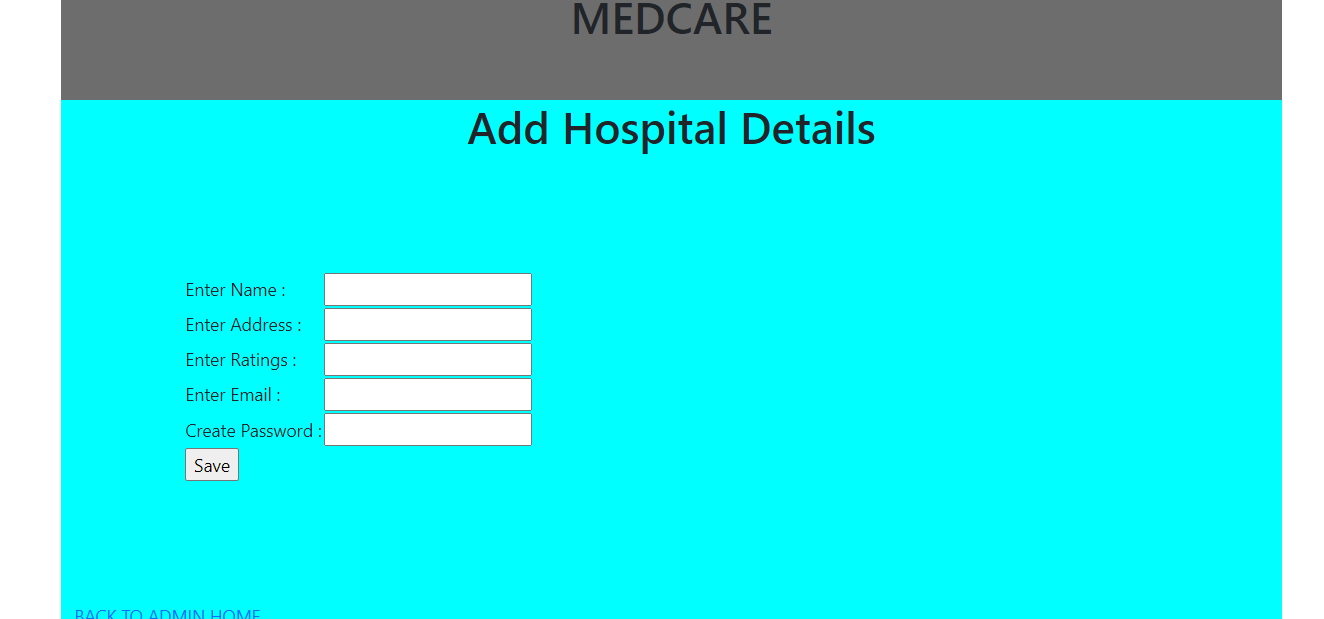 MEDCARE
Add Hospital Details
Enter Name :
Enter Address :
Enter Ratings :
Enter Email :
Create Password :
Save
BACK TO ADMIN HOME